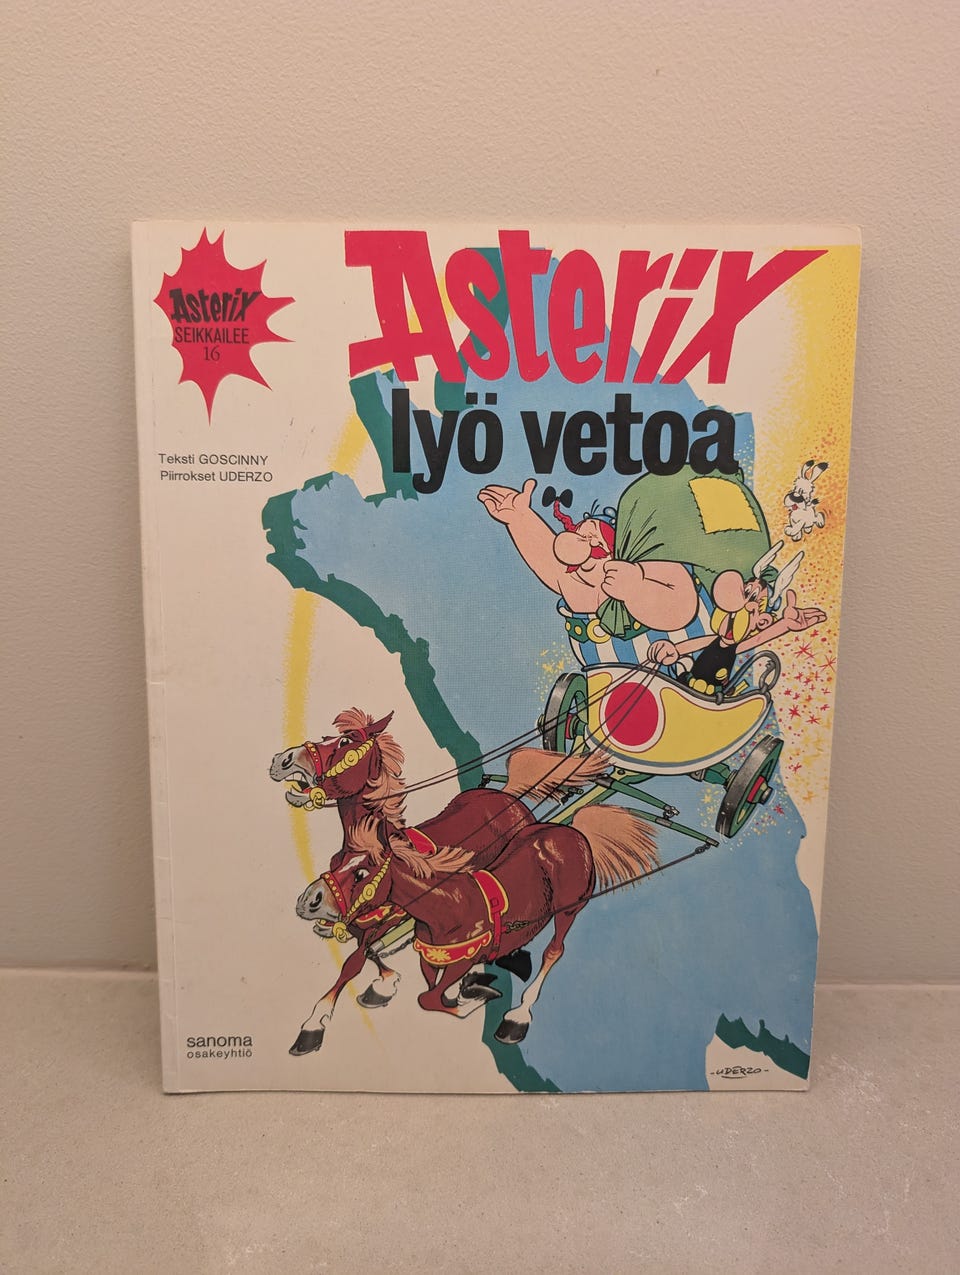 Asterix
SEIKKAILEE
16
Asterix
lyö vetoa
Teksti GOSCINNY
Piirrokset UDERZO
sanoma
osakeyhtiö
-UDERZO-